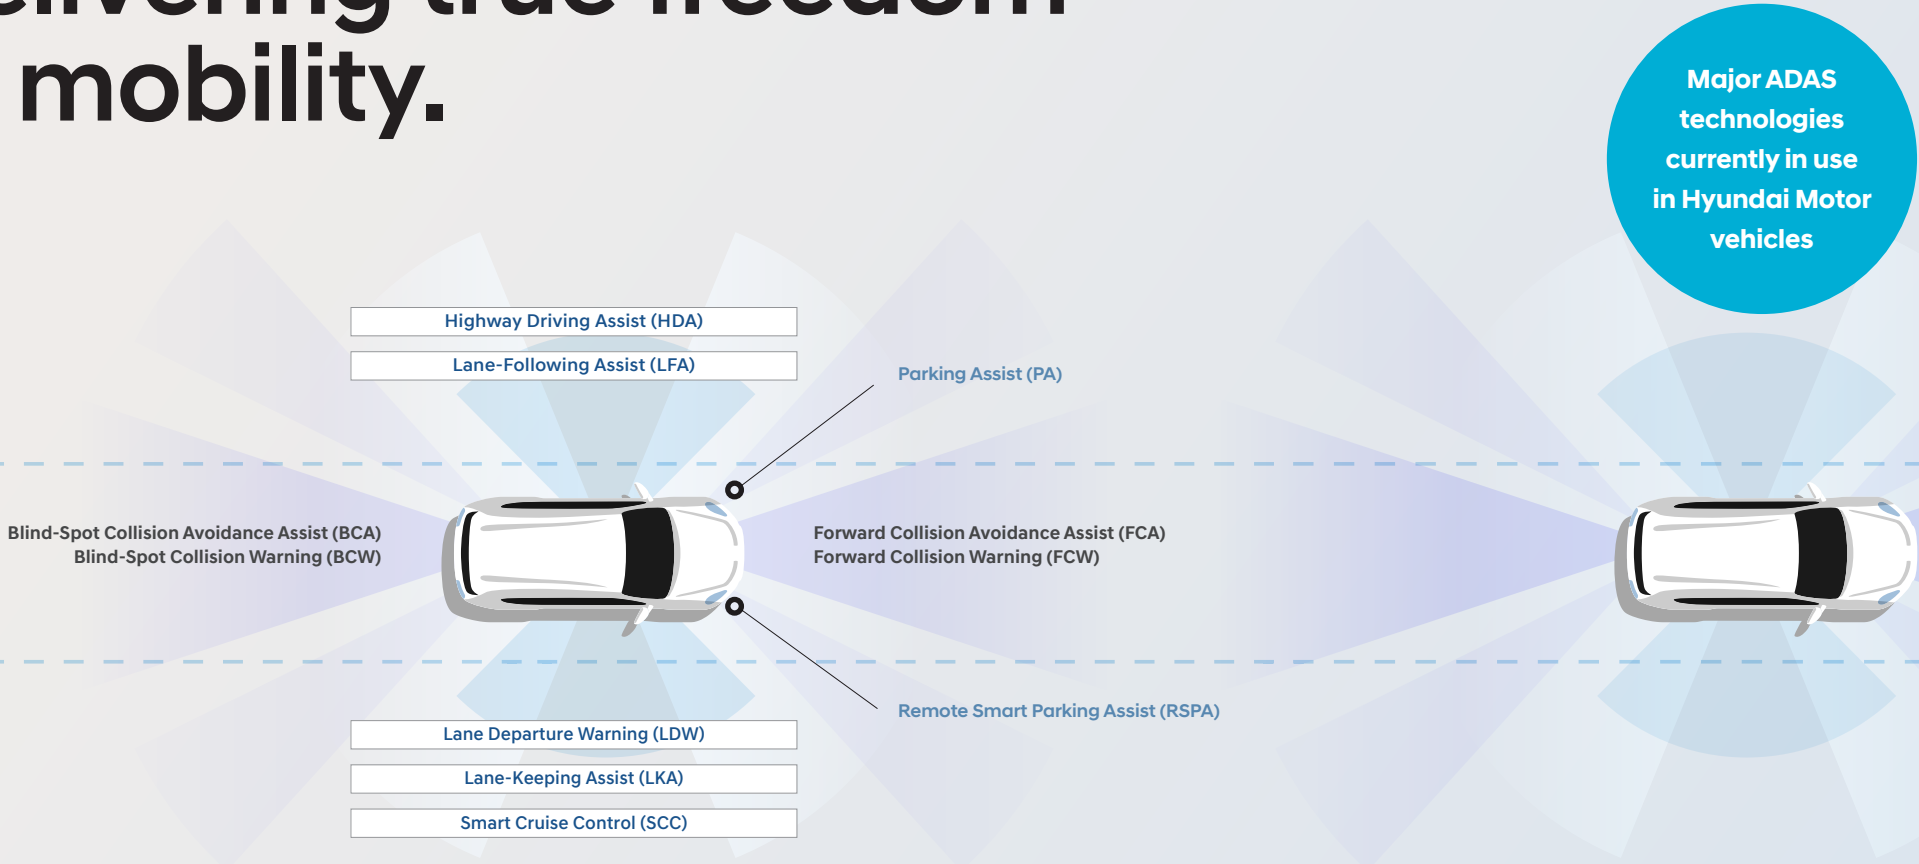 true freedom
mobility.
Major ADAS
technologies
currently in use
in Hyundai Motor
vehicles
Highway Driving Assist (HDA)
Lane-Following Assist (LFA)
Parking Assist (PA)
Blind-Spot Collision Avoidance Assist (BCA)
Blind-Spot Collision Warning (BCW)
Forward Collision Avoidance Assist (FCA)
Forward Collision Warning (FCW)
Remote Smart Parking Assist (RSPA)
Lane Departure Warning (LDW)
Lane-Keeping Assist (LKA)
Smart Cruise Control (SCC)